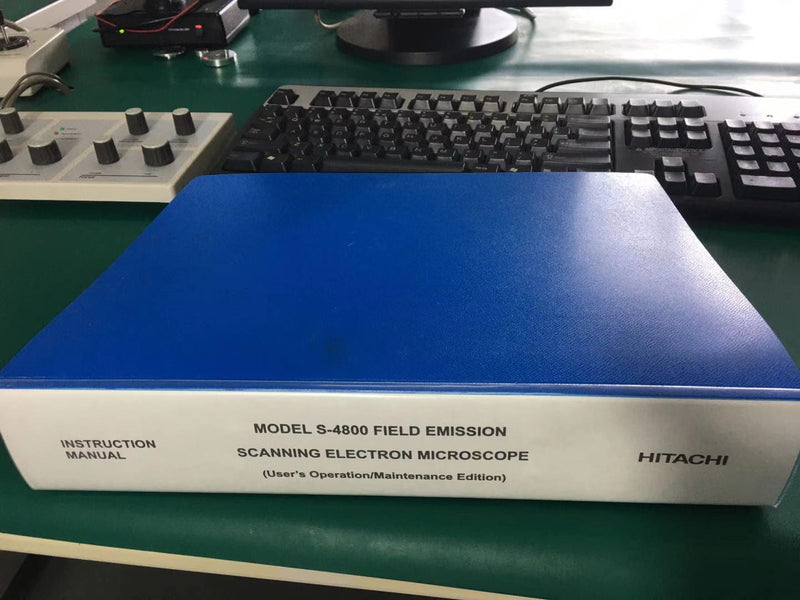 INSTRUCTION
MANUAL
MODEL S-4800 FIELD EMISSION
SCANNING ELECTRON MICROSCOPE
(User's Operation/Maintenance Edition)
HITACHI